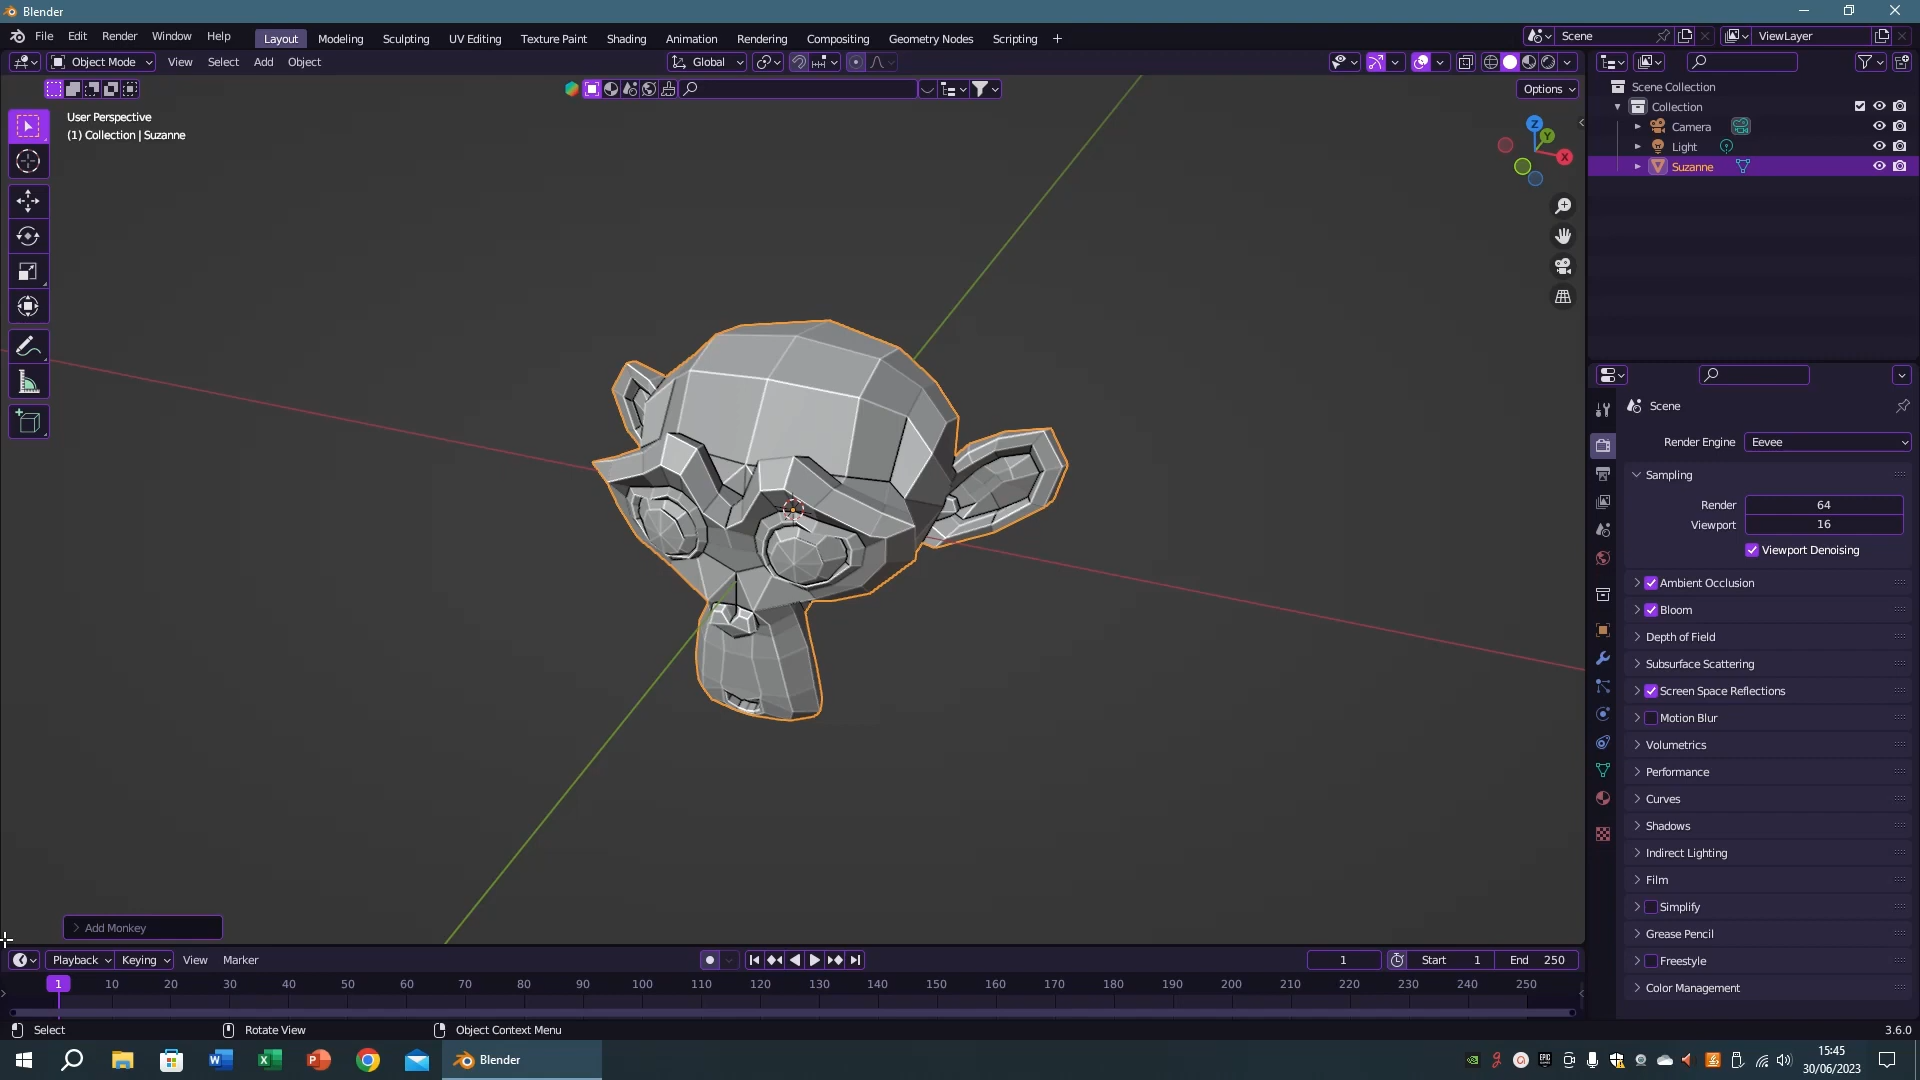 Blender
File Edit Render Window Help Layout Modeling Sculpting UV Editing Texture Paint Shading Animation Rendering Compositing Geometry Nodes Scripting + Scene ViewLayer
Object Mode View Select Add Object Global
Options
User Perspective
(1) Collection | Suzanne
Z
Y
X
Scene Collection
Collection
Camera
Light
Suzanne
Scene
Render Engine Eevee
Sampling
Render 64
Viewport 16
Viewport Denoising
Ambient Occlusion
Bloom
Depth of Field
Subsurface Scattering
Screen Space Reflections
Motion Blur
Volumetrics
Performance
Curves
Shadows
Indirect Lighting
Film
Simplify
Grease Pencil
Freestyle
Color Management
Add Monkey
Playback Keying View Marker 1 Start 1 End 250
1 10 20 30 40 50 60 70 80 90 100 110 120 130 140 150 160 170 180 190 200 210 220 230 240 250
Select Rotate View Object Context Menu 3.6.0
Blender
15:45
30/06/2023